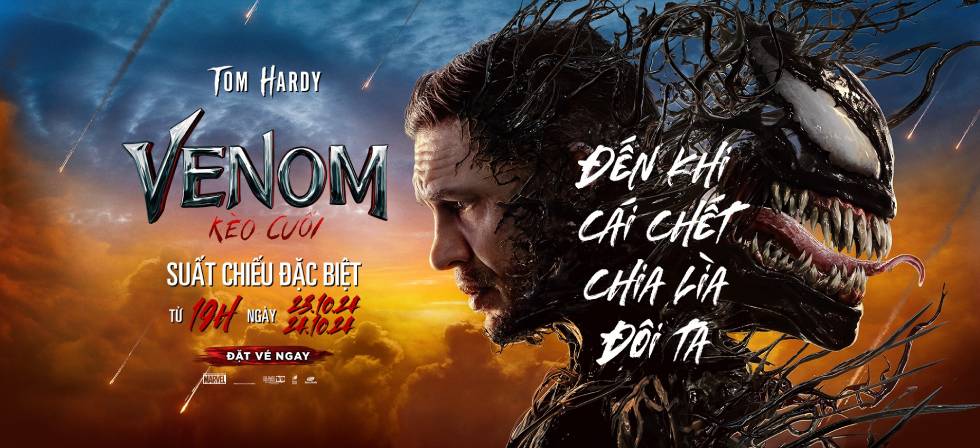 TOM HARDY
VENOM
KÈO CUỐI
SUẤT CHIẾU ĐẶC BIỆT
TỪ 19H NGÀY 23.10.24
24.10.24
ĐẶT VÉ NGAY
MARVEL
ĐẾN KHI
CÁI CHẾT
CHIA LÌA
ĐÔI TA